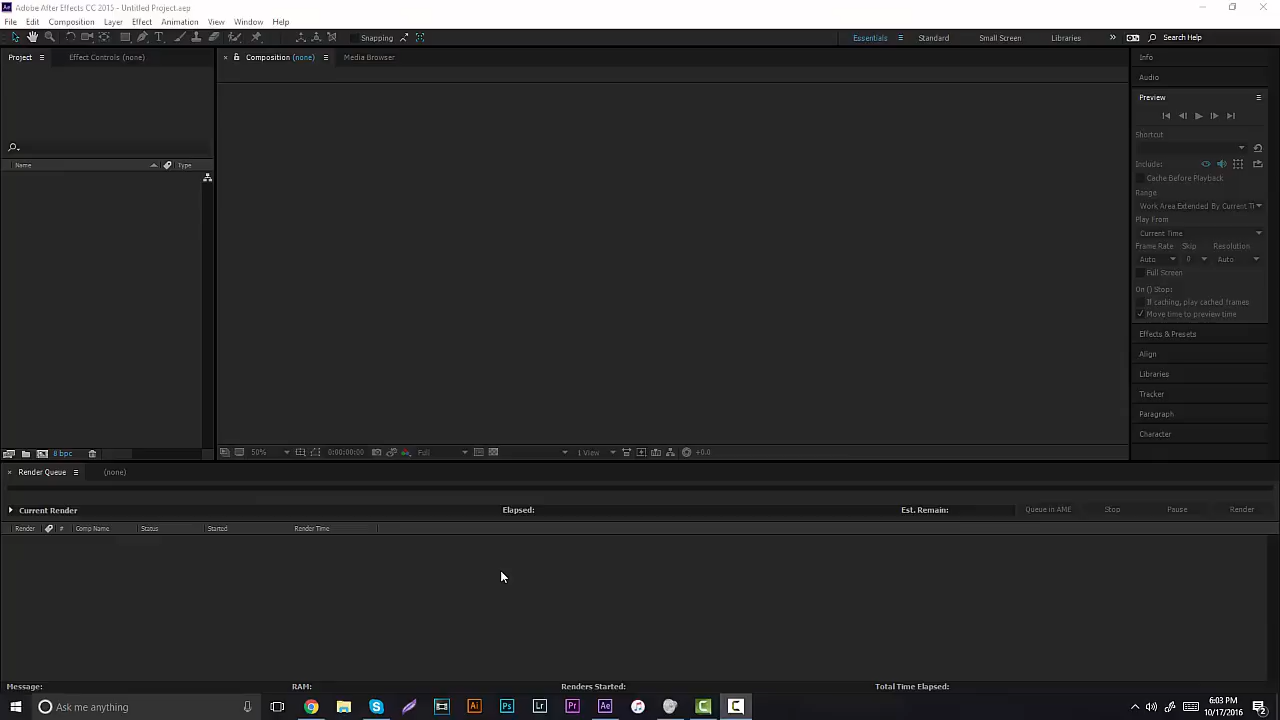 Adobe After Effects CC 2015 - Untitled Project.aep
File Edit Composition Layer Effect Animation View Window Help
Snapping
Essentials Standard Small Screen Libraries Search Help
Project Effect Controls (none)
Composition (none) Media Browser
Info
Audio
Preview
Shortcut
Include:
Cache Before Playback
Range
Work Area Extended By Current Ti
Play From
Current Time
Frame Rate Skip Resolution
Auto 0 Auto
Full Screen
On () Stop:
If caching, play cached frames
Move time to preview time
Effects & Presets
Align
Libraries
Tracker
Paragraph
Character
Name Type
8 bpc
50% 0:00:00:00 Full 1 View +0.0
Render Queue (none)
Current Render Elapsed: Est. Remain: Queue in AME Stop Pause Render
Render # Comp Name Status Started Render Time
Message: RAM: Renders Started: Total Time Elapsed:
Ask me anything
Ai Ps Lr Pr Ae
6:03 PM
10/17/2016
2